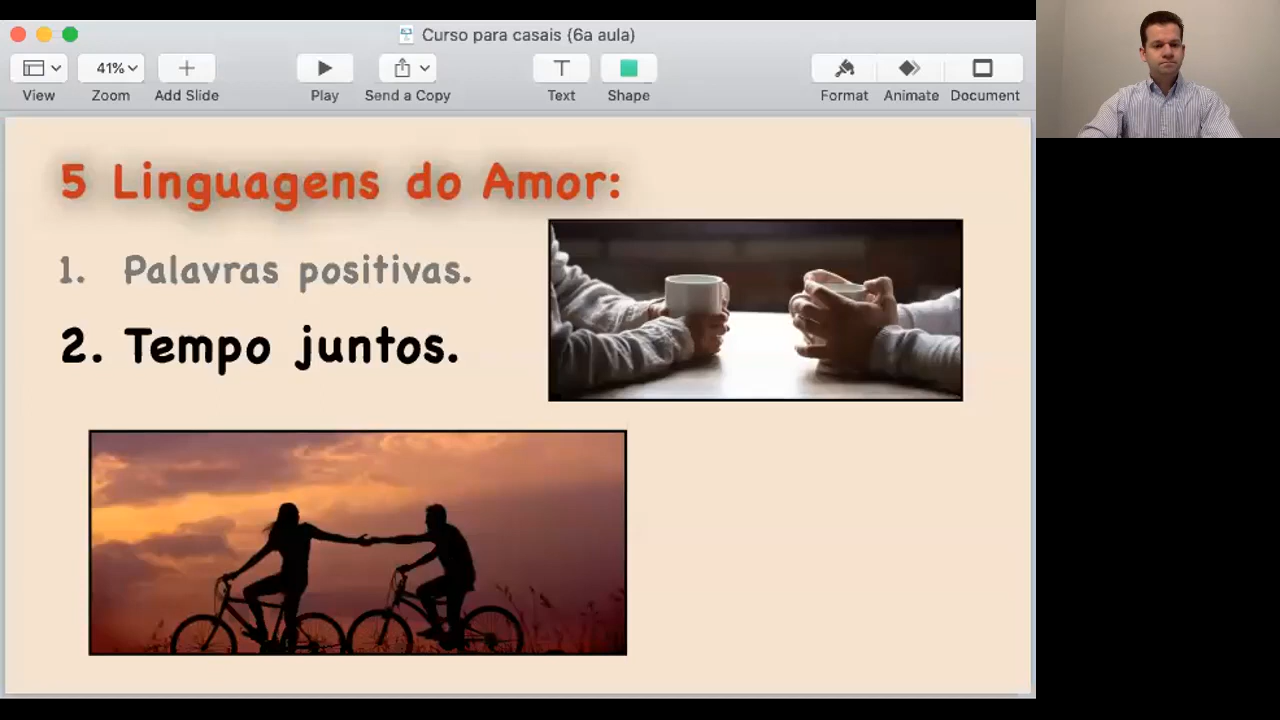 Curso para casais (6a aula)
41%
View Zoom Add Slide Play Send a Copy Text Shape Format Animate Document
5 Linguagens do Amor:
1. Palavras positivas.
2. Tempo juntos.